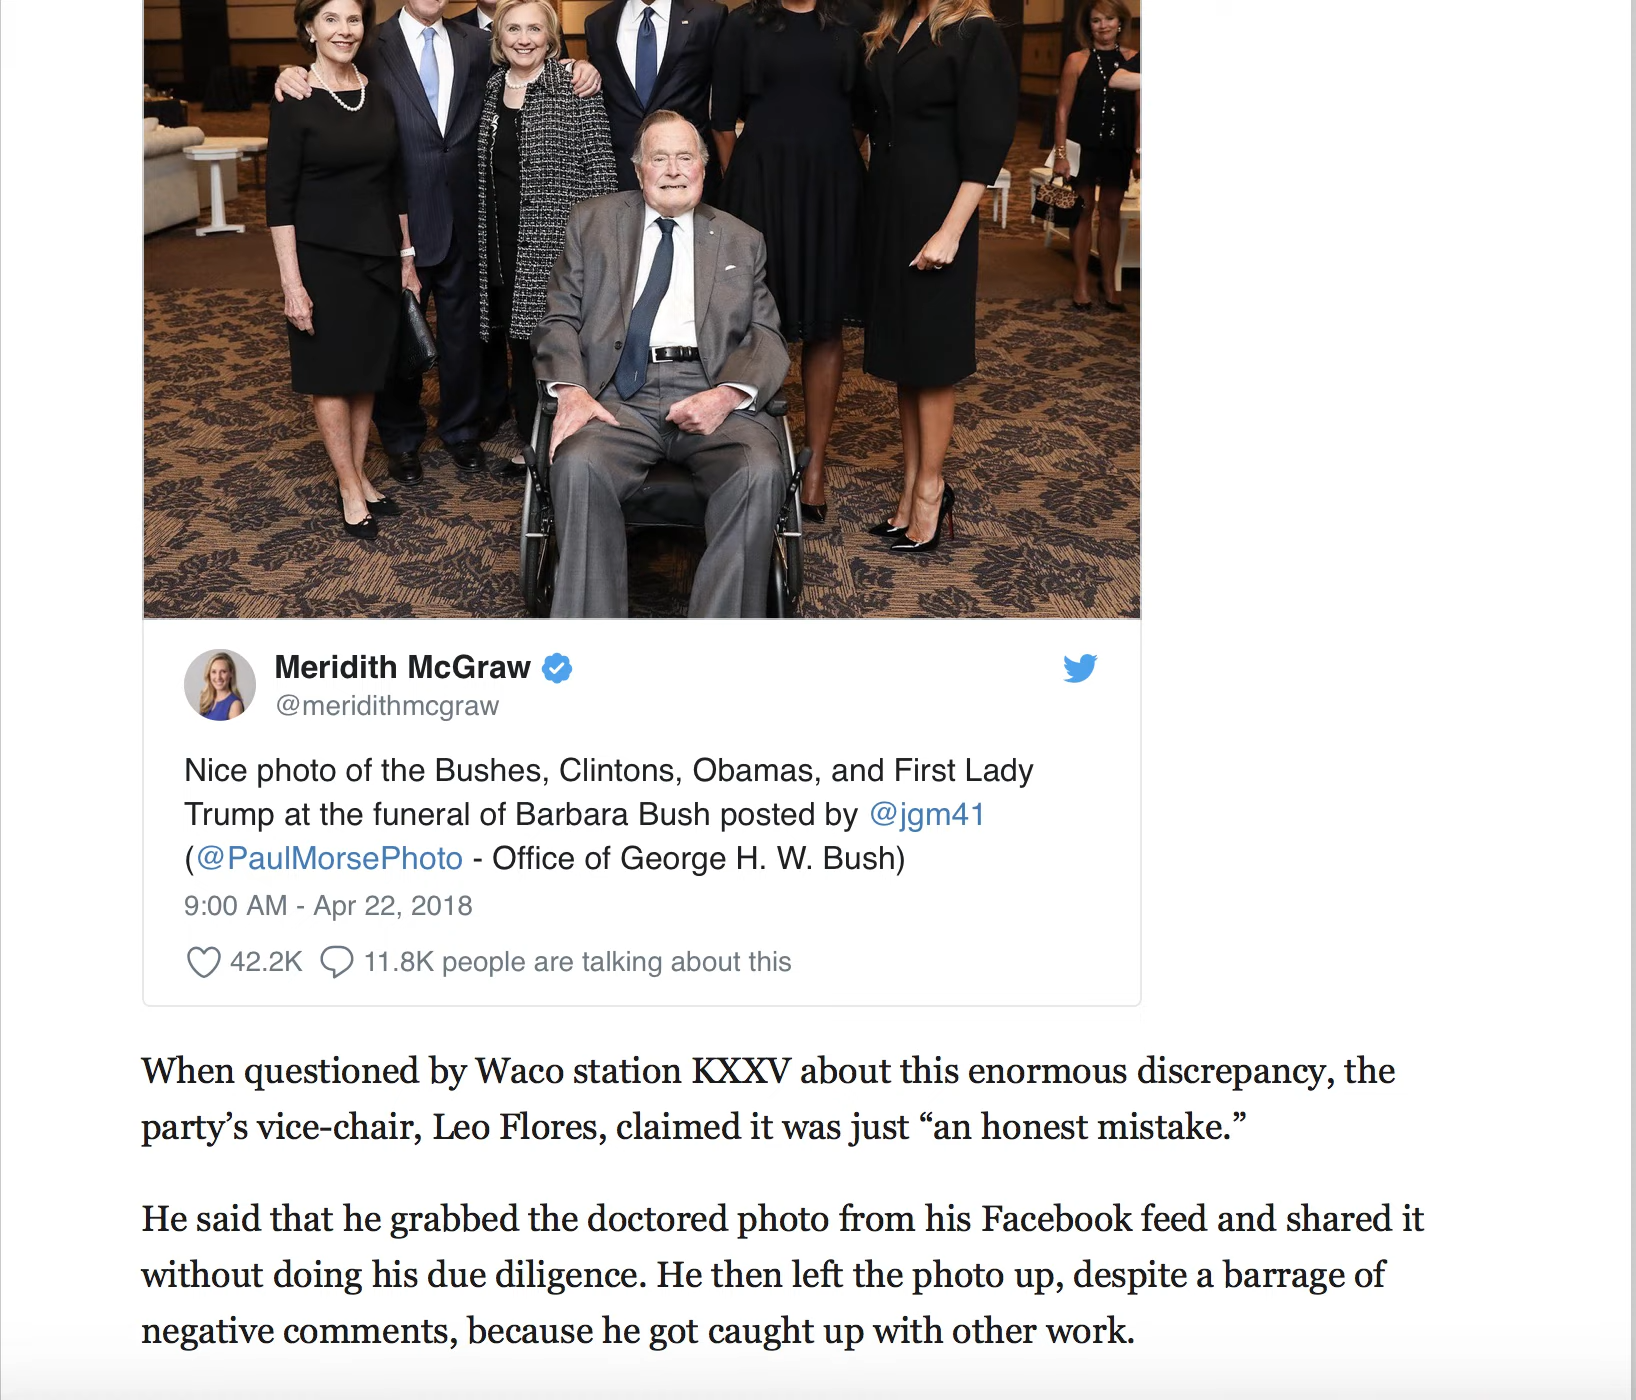 Meridith McGraw
@meridithmcgraw
Nice photo of the Bushes, Clintons, Obamas, and First Lady
Trump at the funeral of Barbara Bush posted by @jgm41
(@PaulMorsePhoto - Office of George H. W. Bush)
9:00 AM - Apr 22, 2018
42.2K 11.8K people are talking about this
When questioned by Waco station KXXV about this enormous discrepancy, the
party’s vice-chair, Leo Flores, claimed it was just “an honest mistake.”
He said that he grabbed the doctored photo from his Facebook feed and shared it
without doing his due diligence. He then left the photo up, despite a barrage of
negative comments, because he got caught up with other work.